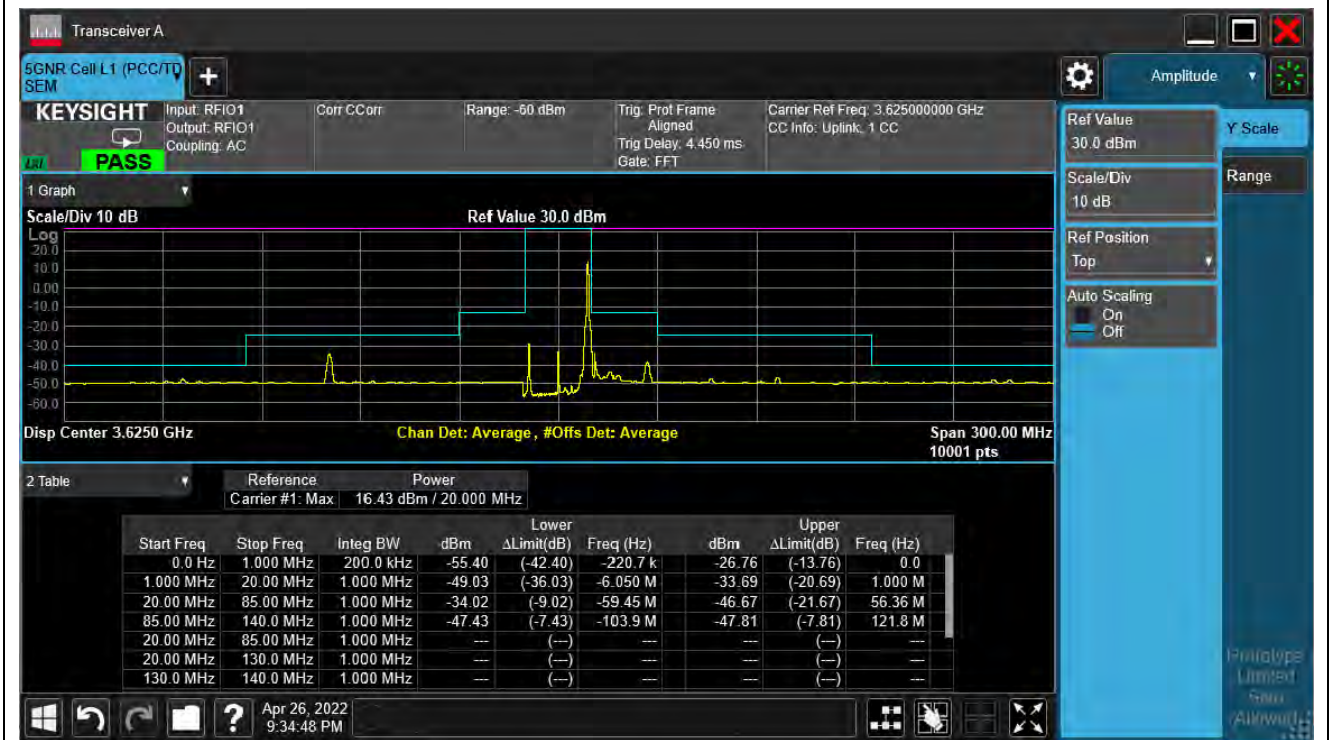 Transceiver A
5GNR Cell L1 (PCC/TD
SEM
+
Amplitude
KEYSIGHT
Input: RFIO1
Output: RFIO1
Coupling: AC
Corr CCorr
Range: -60 dBm
Trig: Prot Frame
Aligned
Trig Delay: 4.450 ms
Gate: FFT
Carrier Ref Freq: 3.625000000 GHz
CC Info: Uplink, 1 CC
PASS
1 Graph
Scale/Div 10 dB
Ref Value 30.0 dBm
Log
20.0
10.0
0.00
-10.0
-20.0
-30.0
-40.0
-50.0
-60.0
Disp Center 3.6250 GHz
Chan Det: Average , #Offs Det: Average
Span 300.00 MHz
10001 pts
2 Table
Reference Power
Carrier #1: Max 16.43 dBm / 20.000 MHz
Lower Upper
Start Freq Stop Freq Integ BW dBm ΔLimit(dB) Freq (Hz) dBm ΔLimit(dB) Freq (Hz)
0.0 Hz 1.000 MHz 200.0 kHz -55.40 (-42.40) -220.7 k -26.76 (-13.76) 0.0
1.000 MHz 20.00 MHz 1.000 MHz -49.03 (-36.03) -6.050 M -33.69 (-20.69) 1.000 M
20.00 MHz 85.00 MHz 1.000 MHz -34.02 (-9.02) -59.45 M -46.67 (-21.67) 56.36 M
85.00 MHz 140.0 MHz 1.000 MHz -47.43 (-7.43) -103.9 M -47.81 (-7.81) 121.8 M
20.00 MHz 85.00 MHz 1.000 MHz --- (---) --- --- (---) ---
20.00 MHz 130.0 MHz 1.000 MHz --- (---) --- --- (---) ---
130.0 MHz 140.0 MHz 1.000 MHz --- (---) --- --- (---) ---
?
Apr 26, 2022
9:34:48 PM
Ref Value
30.0 dBm
Scale/Div
10 dB
Ref Position
Top
Auto Scaling
On
Off
Y Scale
Range
Prototype
Limited